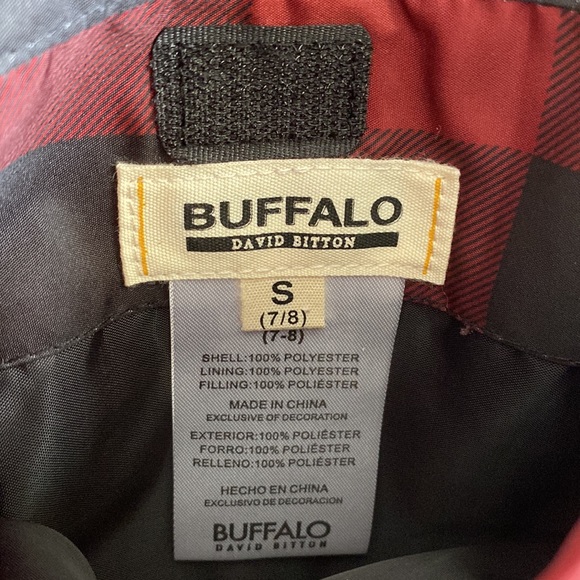 BUFFALO
DAVID BITTON
S
(7/8)
(7-8)
SHELL:100% POLYESTER
LINING:100% POLYESTER
FILLING:100% POLIÉSTER
MADE IN CHINA
EXCLUSIVE OF DECORATION
EXTERIOR:100% POLIÉSTER
FORRO:100% POLIÉSTER
RELLENO:100% POLIÉSTER
HECHO EN CHINA
EXCLUSIVO DE DECORACION
BUFFALO
DAVID BITTON